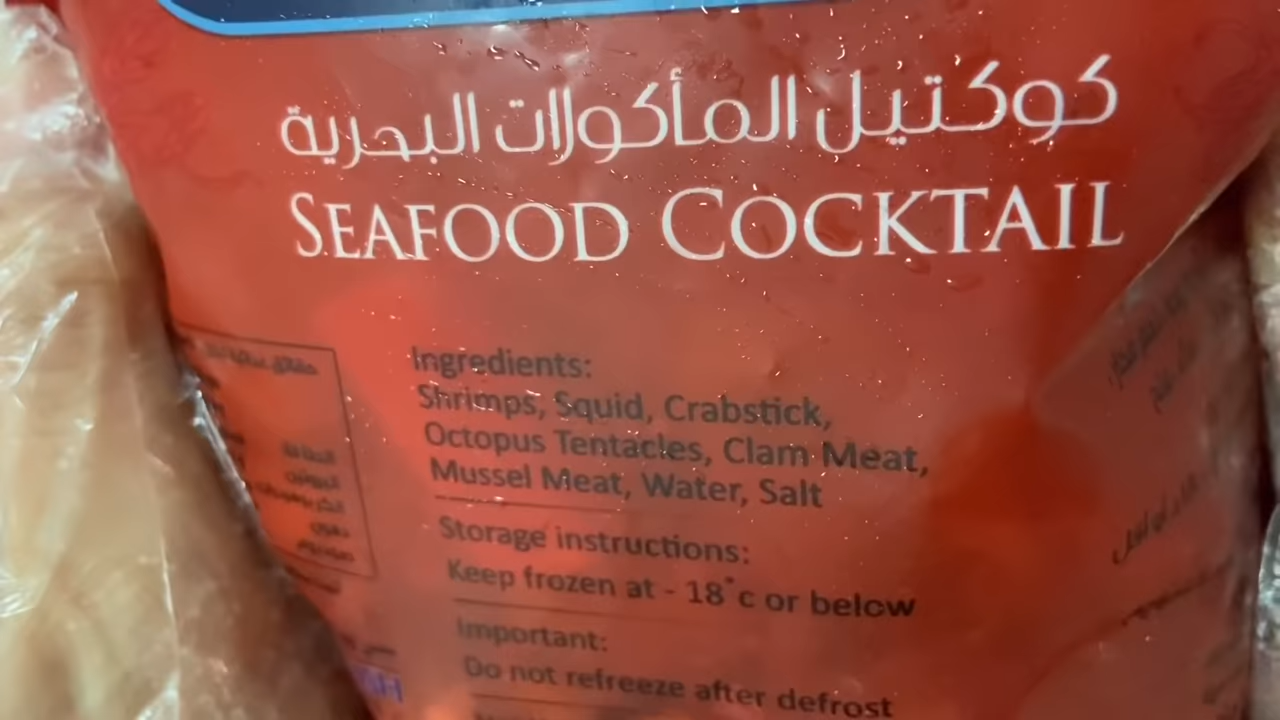 كوكتيل المأكولات البحرية
SEAFOOD COCKTAIL
Ingredients:
Shrimps, Squid, Crabstick,
Octopus Tentacles, Clam Meat,
Mussel Meat, Water, Salt
Storage instructions:
Keep frozen at - 18°c or below
Important:
Do not refreeze after defrost